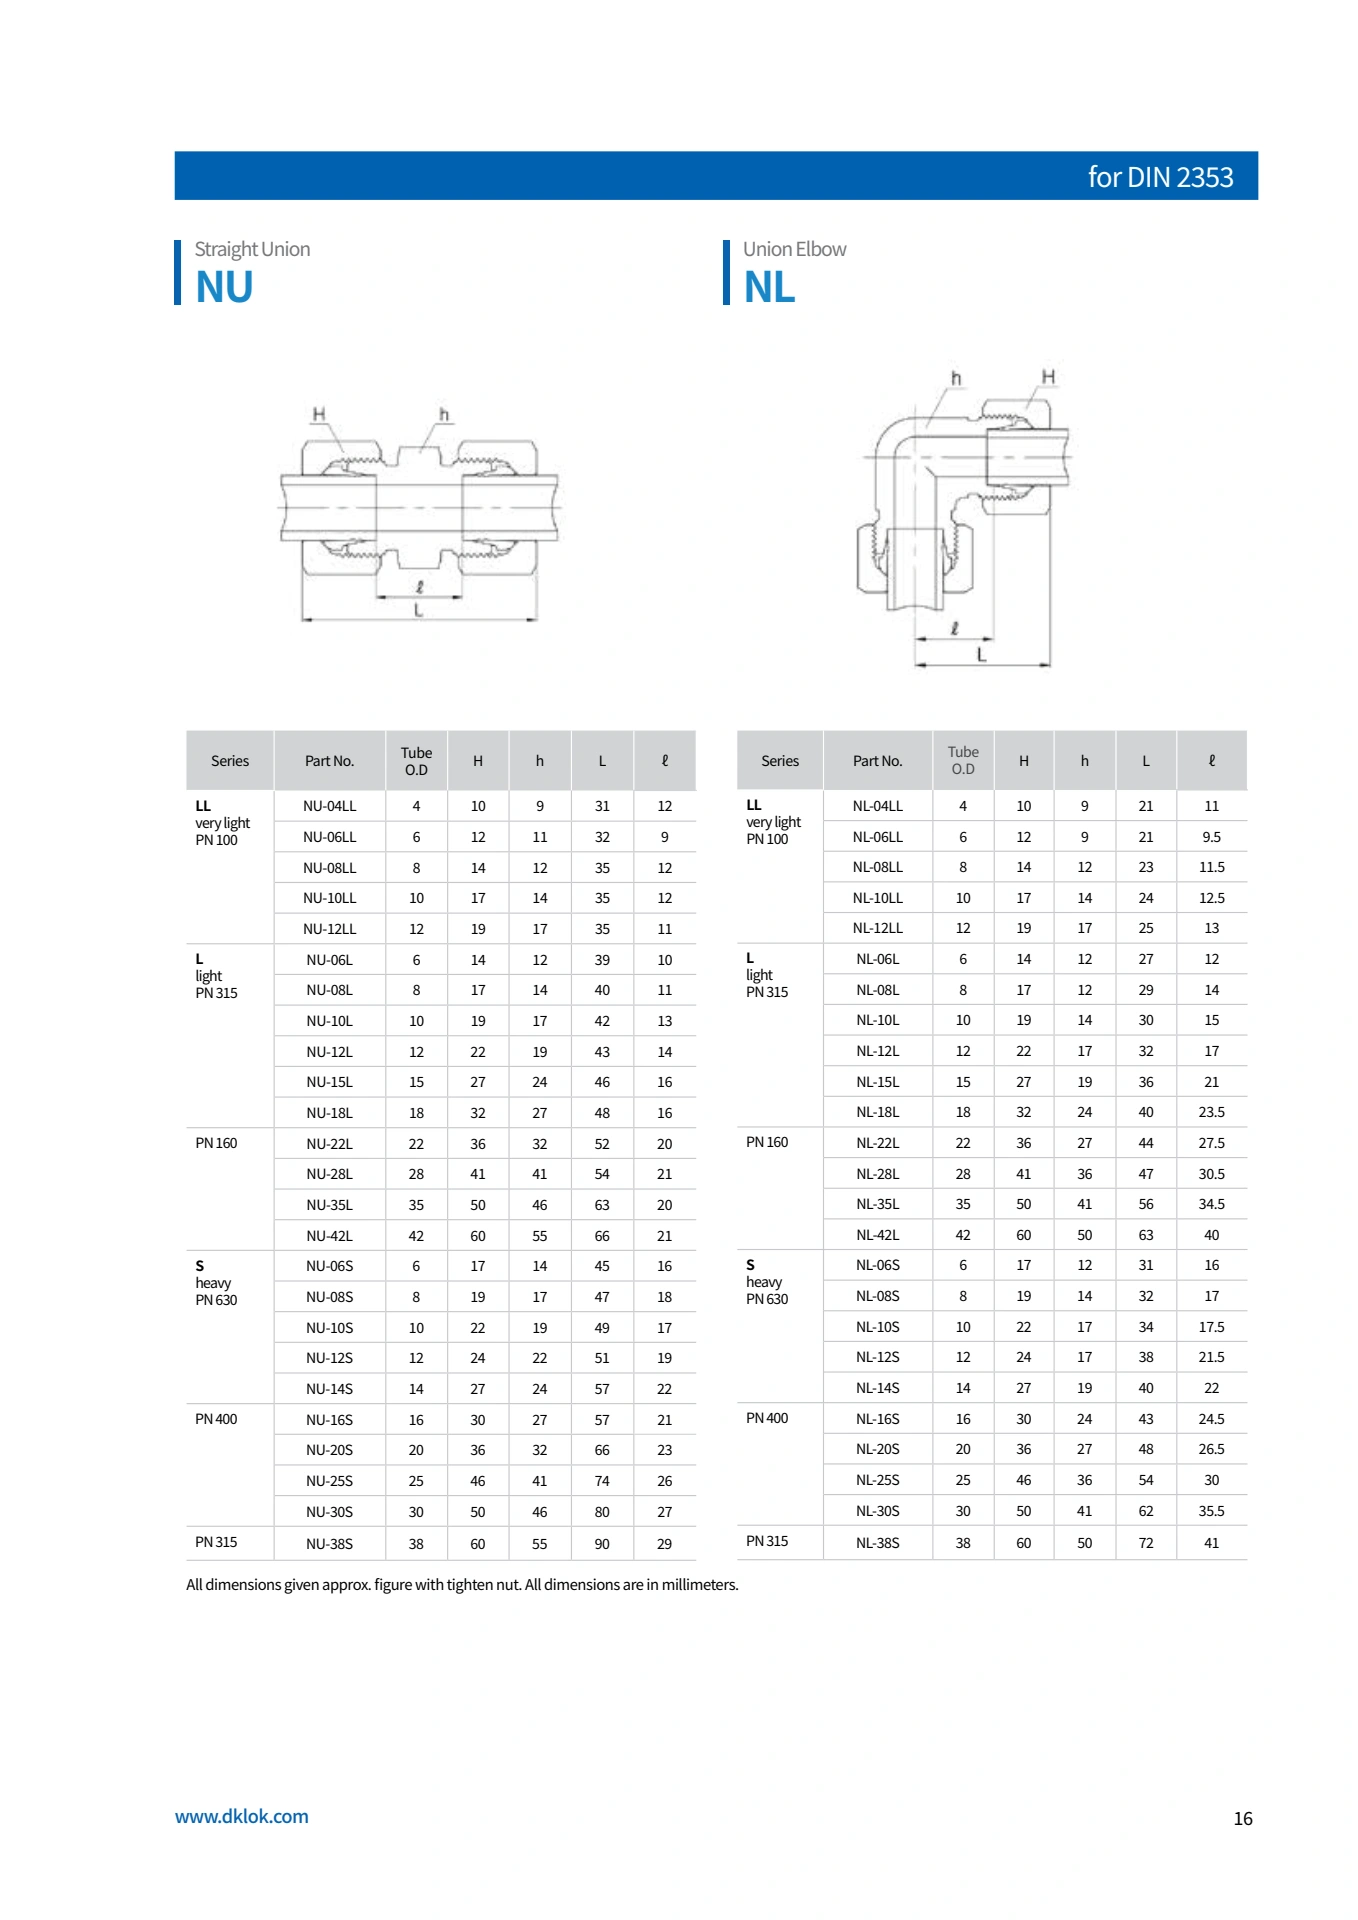 for DIN 2353
Straight Union
NU
Union Elbow
NL
H h
ℓ
L
h H
ℓ
L
Series Part No. Tube O.D H h L ℓ
LL very light PN 100 NU-04LL 4 10 9 31 12
NU-06LL 6 12 11 32 9
NU-08LL 8 14 12 35 12
NU-10LL 10 17 14 35 12
NU-12LL 12 19 17 35 11
L light PN 315 NU-06L 6 14 12 39 10
NU-08L 8 17 14 40 11
NU-10L 10 19 17 42 13
NU-12L 12 22 19 43 14
NU-15L 15 27 24 46 16
NU-18L 18 32 27 48 16
PN 160 NU-22L 22 36 32 52 20
NU-28L 28 41 41 54 21
NU-35L 35 50 46 63 20
NU-42L 42 60 55 66 21
S heavy PN 630 NU-06S 6 17 14 45 16
NU-08S 8 19 17 47 18
NU-10S 10 22 19 49 17
NU-12S 12 24 22 51 19
NU-14S 14 27 24 57 22
PN 400 NU-16S 16 30 27 57 21
NU-20S 20 36 32 66 23
NU-25S 25 46 41 74 26
NU-30S 30 50 46 80 27
PN 315 NU-38S 38 60 55 90 29
Series Part No. Tube O.D H h L ℓ
LL very light PN 100 NL-04LL 4 10 9 21 11
NL-06LL 6 12 9 21 9.5
NL-08LL 8 14 12 23 11.5
NL-10LL 10 17 14 24 12.5
NL-12LL 12 19 17 25 13
L light PN 315 NL-06L 6 14 12 27 12
NL-08L 8 17 12 29 14
NL-10L 10 19 14 30 15
NL-12L 12 22 17 32 17
NL-15L 15 27 19 36 21
NL-18L 18 32 24 40 23.5
PN 160 NL-22L 22 36 27 44 27.5
NL-28L 28 41 36 47 30.5
NL-35L 35 50 41 56 34.5
NL-42L 42 60 50 63 40
S heavy PN 630 NL-06S 6 17 12 31 16
NL-08S 8 19 14 32 17
NL-10S 10 22 17 34 17.5
NL-12S 12 24 17 38 21.5
NL-14S 14 27 19 40 22
PN 400 NL-16S 16 30 24 43 24.5
NL-20S 20 36 27 48 26.5
NL-25S 25 46 36 54 30
NL-30S 30 50 41 62 35.5
PN 315 NL-38S 38 60 50 72 41
All dimensions given approx. figure with tighten nut. All dimensions are in millimeters.
www.dklok.com
16